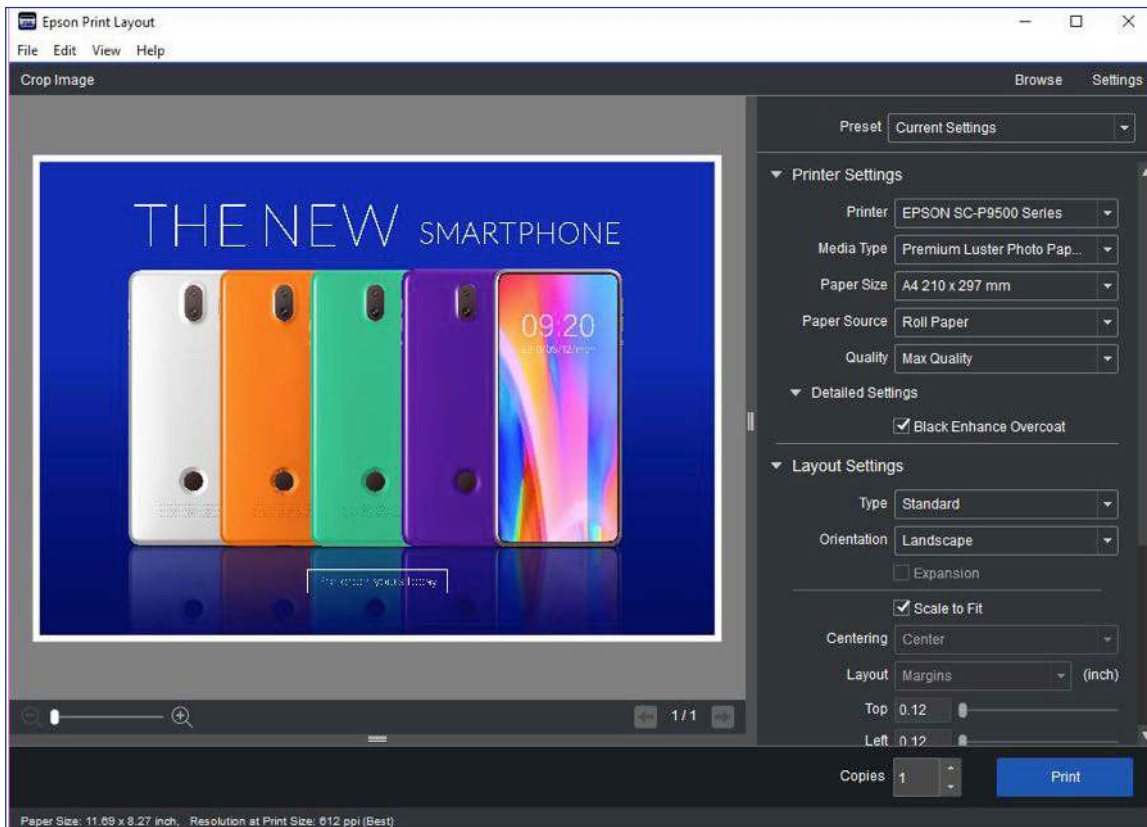 Epson Print Layout
File Edit View Help
Crop Image
Browse Settings
Preset Current Settings
THE NEW SMARTPHONE
09:20
Printer Settings
Printer EPSON SC-P9500 Series
Media Type Premium Luster Photo Pap...
Paper Size A4 210 x 297 mm
Paper Source Roll Paper
Quality Max Quality
Detailed Settings
Black Enhance Overcoat
Layout Settings
Type Standard
Orientation Landscape
Expansion
Scale to Fit
Centering Center
Layout Margins (inch)
Top 0.12
Left 0.12
1 / 1
Copies 1
Print
Paper Size: 11.69 x 8.27 inch, Resolution at Print Size: 612 ppi (Best)